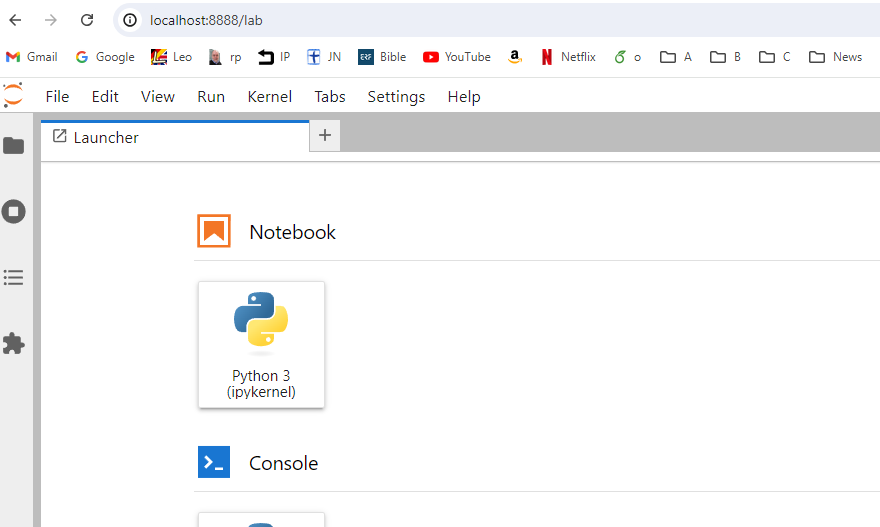 localhost:8888/lab
Gmail Google Leo rp IP JN ERF Bible YouTube Netflix o A B C News
File Edit View Run Kernel Tabs Settings Help
Launcher
Notebook
Python 3
(ipykernel)
Console